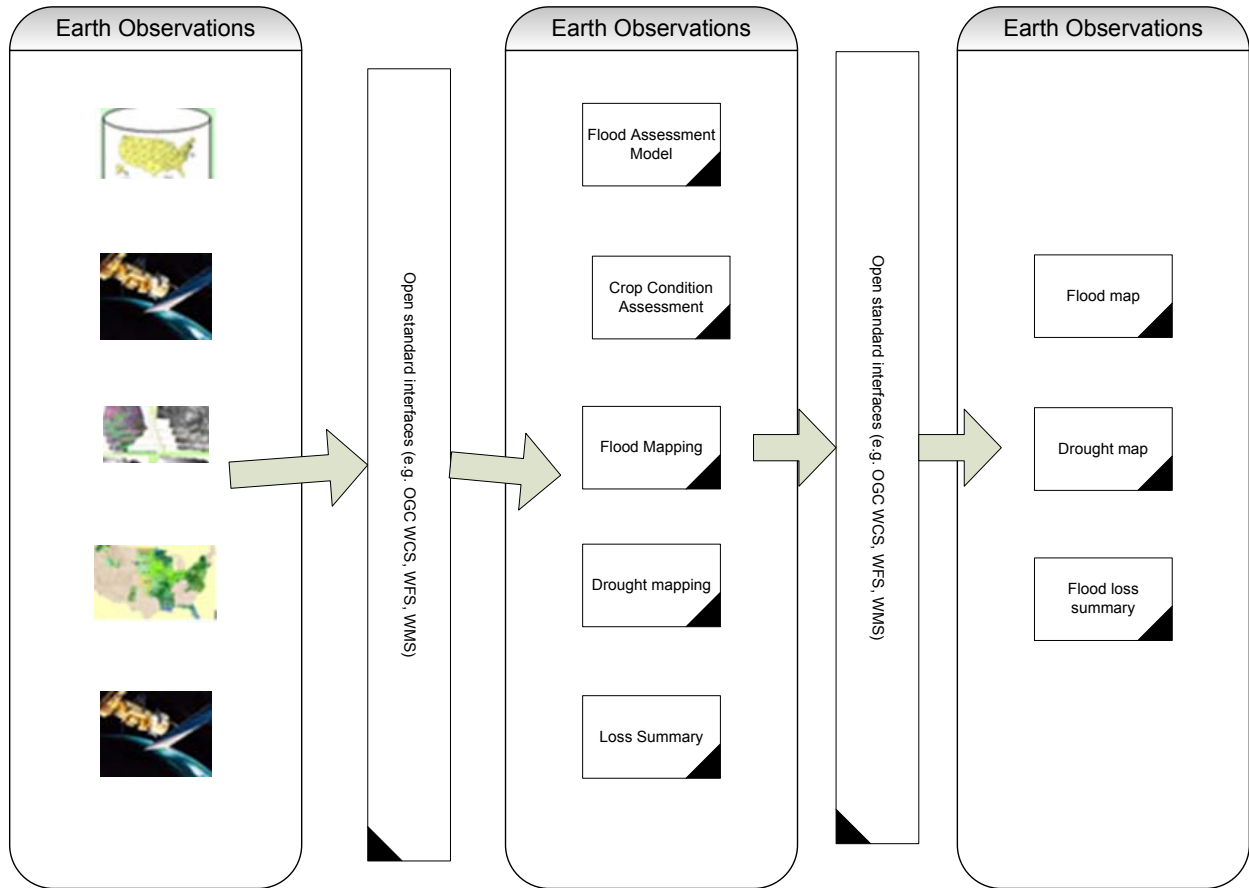 Earth Observations
Open standard interfaces (e.g. OGC WCS, WFS, WMS)
Earth Observations
Flood Assessment
Model
Crop Condition
Assessment
Flood Mapping
Drought mapping
Loss Summary
Open standard interfaces (e.g. OGC WCS, WFS, WMS)
Earth Observations
Flood map
Drought map
Flood loss
summary